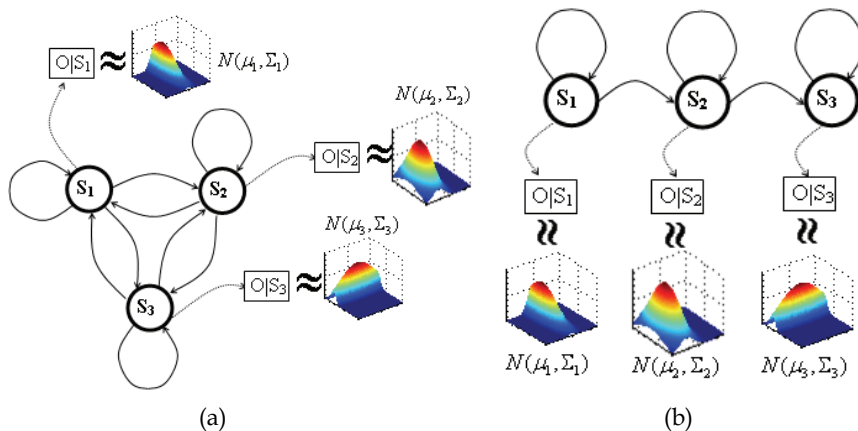 O|S₁ ≈ N(μ₁,Σ₁)
N(μ₂,Σ₂)
S₁
S₂
O|S₂ ≈
N(μ₃,Σ₃)
O|S₃ ≈
S₃
(a)
S₁
S₂
S₃
O|S₁
O|S₂
O|S₃
≈
≈
≈
N(μ₁,Σ₁)
N(μ₂,Σ₂)
N(μ₃,Σ₃)
(b)